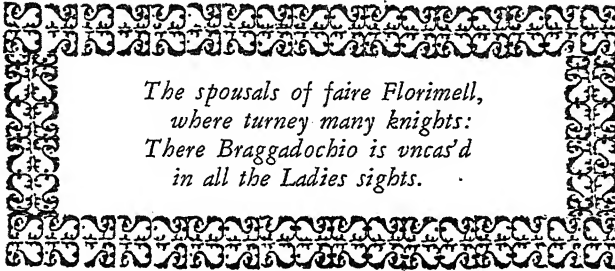 The spousals of faire Florimell,
where turney many knights:
There Braggadochio is vncas'd
in all the Ladies sights.